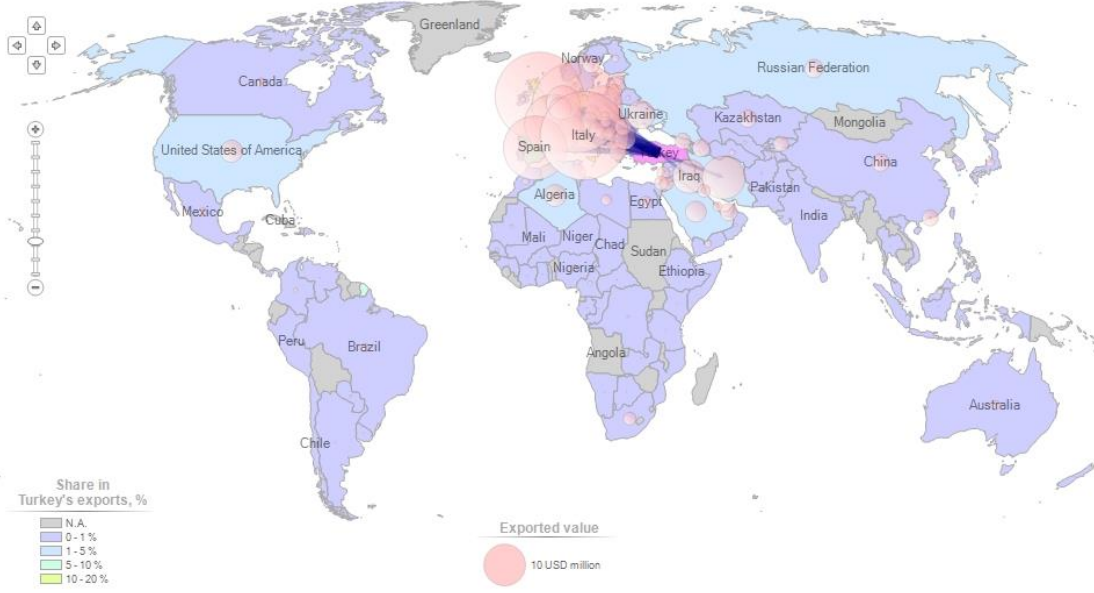 Greenland
Norway
Canada
Russian Federation
Ukraine
Kazakhstan
Mongolia
Italy
Spain
United States of America
Turkey
China
Iraq
Pakistan
Algeria
Egypt
Mexico
Cuba
India
Mali
Niger
Chad
Sudan
Nigeria
Ethiopia
Peru
Brazil
Angola
Australia
Chile
Share in
Turkey's exports, %
N.A.
0 - 1 %
1 - 5 %
5 - 10 %
10 - 20 %
Exported value
10 USD million